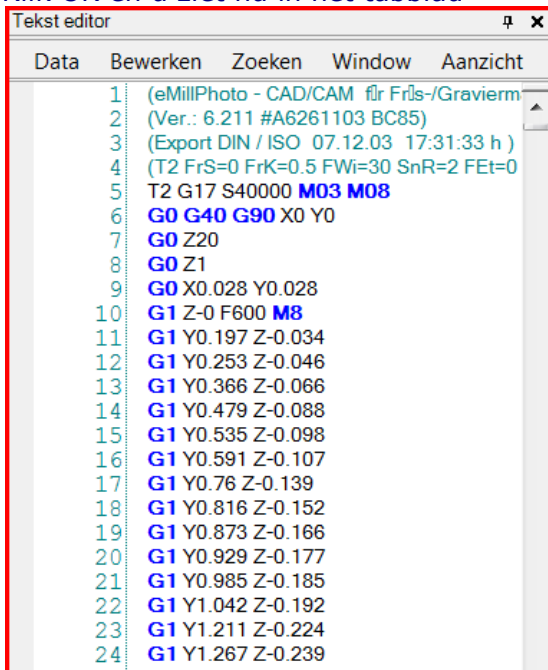 Tekst editor
Data Bewerken Zoeken Window Aanzicht
1 (eMillPhoto - CAD/CAM f▯r Fr▯s-/Gravierm
2 (Ver.: 6.211 #A6261103 BC85)
3 (Export DIN / ISO 07.12.03 17:31:33 h )
4 (T2 FrS=0 FrK=0.5 FWi=30 SnR=2 FEt=0
5 T2 G17 S40000 M03 M08
6 G0 G40 G90 X0 Y0
7 G0 Z20
8 G0 Z1
9 G0 X0.028 Y0.028
10 G1 Z-0 F600 M8
11 G1 Y0.197 Z-0.034
12 G1 Y0.253 Z-0.046
13 G1 Y0.366 Z-0.066
14 G1 Y0.479 Z-0.088
15 G1 Y0.535 Z-0.098
16 G1 Y0.591 Z-0.107
17 G1 Y0.76 Z-0.139
18 G1 Y0.816 Z-0.152
19 G1 Y0.873 Z-0.166
20 G1 Y0.929 Z-0.177
21 G1 Y0.985 Z-0.185
22 G1 Y1.042 Z-0.192
23 G1 Y1.211 Z-0.224
24 G1 Y1.267 Z-0.239